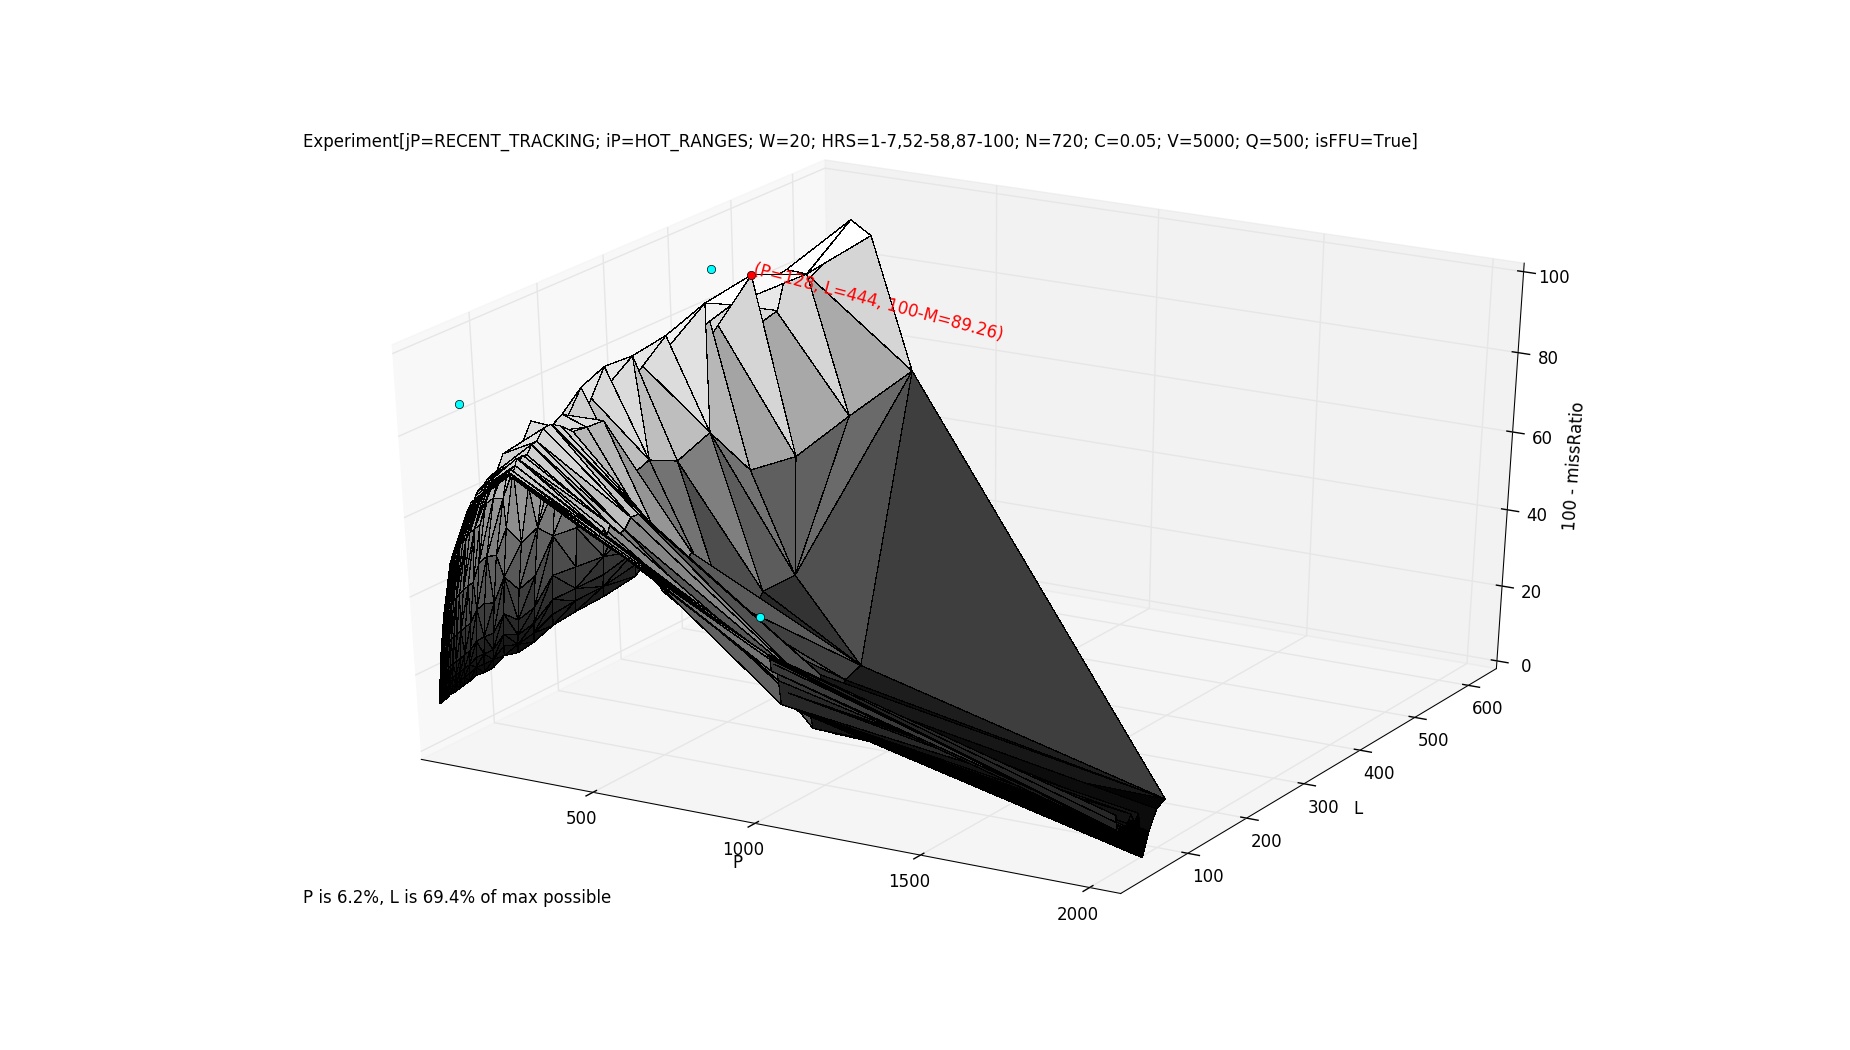 Experiment[jP=RECENT_TRACKING; iP=HOT_RANGES; W=20; HRS=1-7,52-58,87-100; N=720; C=0.05; V=5000; Q=500; isFFU=True]
(P=128, L=444, 100-M=89.26)
100
80
60
40
20
0
100 - missRatio
600
500
400
300
200
100
L
500
1000
1500
2000
P
P is 6.2%, L is 69.4% of max possible